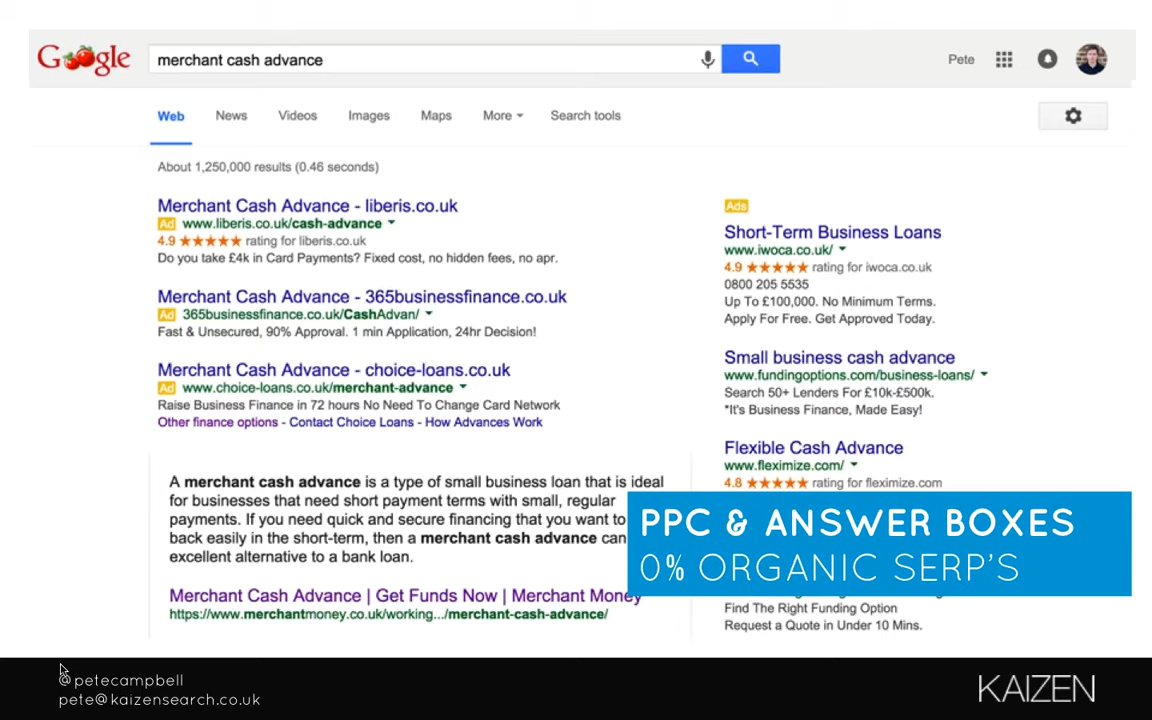 Google
merchant cash advance
Pete
Web News Videos Images Maps More Search tools
About 1,250,000 results (0.46 seconds)
Merchant Cash Advance - liberis.co.uk
Ad www.liberis.co.uk/cash-advance
4.9 ★★★★★ rating for liberis.co.uk
Do you take £4k in Card Payments? Fixed cost, no hidden fees, no apr.
Merchant Cash Advance - 365businessfinance.co.uk
Ad 365businessfinance.co.uk/CashAdvan/
Fast & Unsecured, 90% Approval. 1 min Application, 24hr Decision!
Merchant Cash Advance - choice-loans.co.uk
Ad www.choice-loans.co.uk/merchant-advance
Raise Business Finance in 72 hours No Need To Change Card Network
Other finance options - Contact Choice Loans - How Advances Work
A merchant cash advance is a type of small business loan that is ideal
for businesses that need short payment terms with small, regular
payments. If you need quick and secure financing that you want to
back easily in the short-term, then a merchant cash advance can
excellent alternative to a bank loan.
Merchant Cash Advance | Get Funds Now | Merchant Money
https://www.merchantmoney.co.uk/working.../merchant-cash-advance/
Ads
Short-Term Business Loans
www.iwoca.co.uk/
4.9 ★★★★★ rating for iwoca.co.uk
0800 205 5535
Up To £100,000. No Minimum Terms.
Apply For Free. Get Approved Today.
Small business cash advance
www.fundingoptions.com/business-loans/
Search 50+ Lenders For £10k-£500k.
*It's Business Finance, Made Easy!
Flexible Cash Advance
www.fleximize.com/
4.8 ★★★★★ rating for fleximize.com
PPC & ANSWER BOXES
0% ORGANIC SERP'S
Find The Right Funding Option
Request a Quote in Under 10 Mins.
@petecampbell
pete@kaizensearch.co.uk
KAIZEN